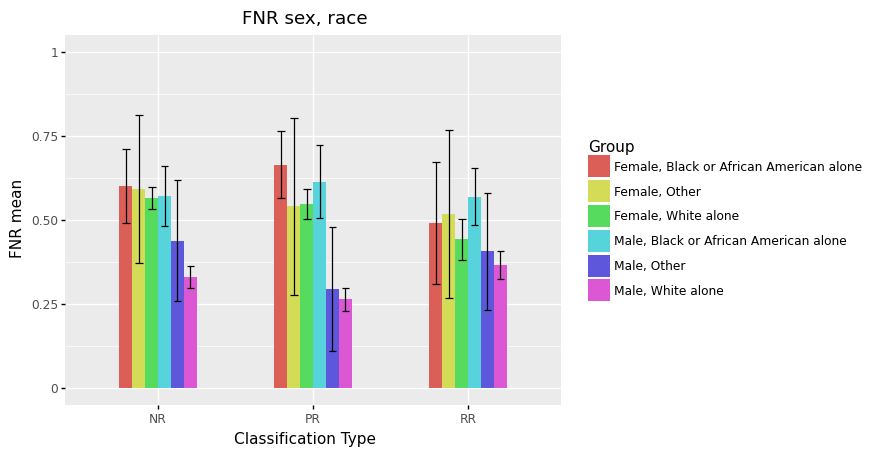 FNR sex, race
FNR mean
1
0.75
0.50
0.25
0
NR
PR
RR
Classification Type
Group
Female, Black or African American alone
Female, Other
Female, White alone
Male, Black or African American alone
Male, Other
Male, White alone